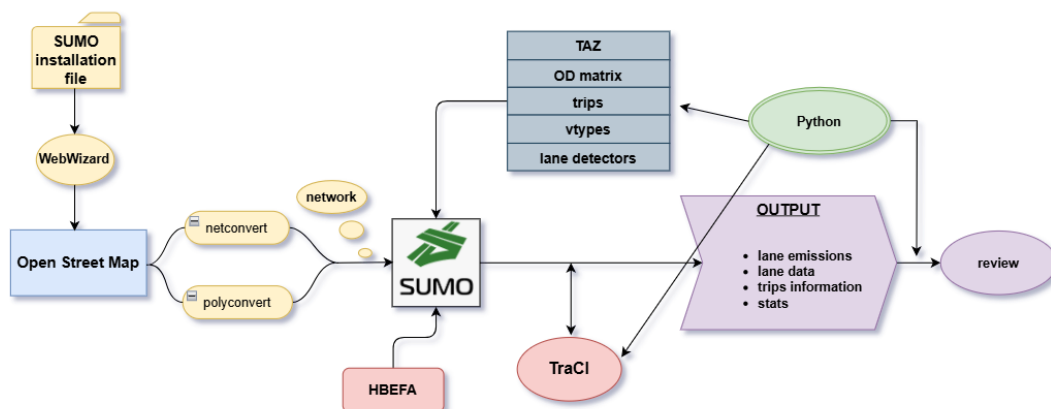 SUMO
installation
file
WebWizard
Open Street Map
netconvert
polyconvert
network
SUMO
HBEFA
TAZ
OD matrix
trips
vtypes
lane detectors
Python
TraCI
OUTPUT
lane emissions
lane data
trips information
stats
review